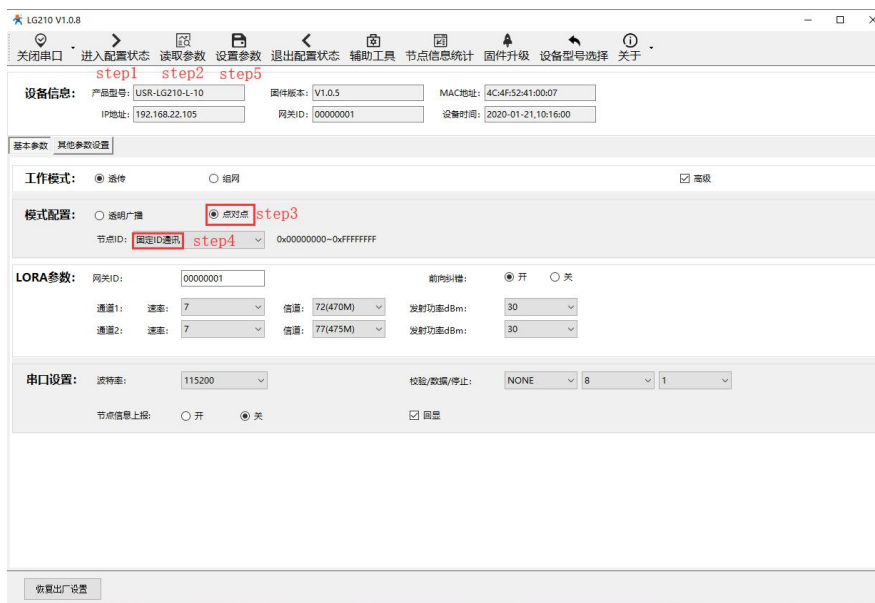 LG210 V1.0.8
关闭串口 进入配置状态 读取参数 设置参数 退出配置状态 辅助工具 节点信息统计 固件升级 设备型号选择 关于
step1 step2 step5
设备信息: 产品型号: USR-LG210-L-10 固件版本: V1.0.5 MAC地址: 4C:4F:52:41:00:07
IP地址: 192.168.22.105 网关ID: 00000001 设备时间: 2020-01-21,10:16:00
基本参数 其他参数设置
工作模式: 透传 组网 高级
模式配置: 透明广播 点对点 step3
节点ID: 固定ID通讯 step4 0x00000000~0xFFFFFFFF
LORA参数: 网关ID: 00000001 前向纠错: 开 关
通道1: 速率: 7 信道: 72(470M) 发射功率dBm: 30
通道2: 速率: 7 信道: 77(475M) 发射功率dBm: 30
串口设置: 波特率: 115200 校验/数据/停止: NONE 8 1
节点信息上报: 开 关 回显
恢复出厂设置